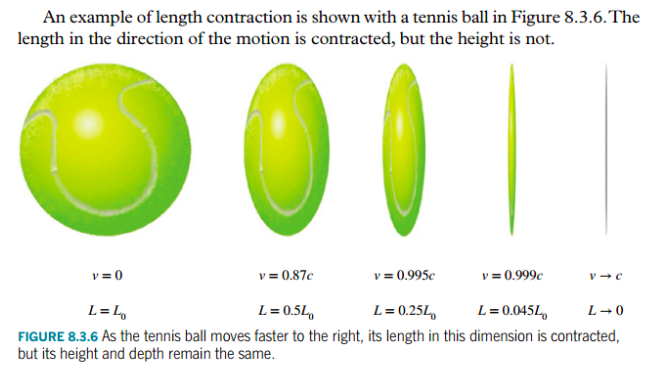 An example of length contraction is shown with a tennis ball in Figure 8.3.6. The
length in the direction of the motion is contracted, but the height is not.
v = 0 v = 0.87c v = 0.995c v = 0.999c v → c
L = L₀ L = 0.5L₀ L = 0.25L₀ L = 0.045L₀ L → 0
FIGURE 8.3.6 As the tennis ball moves faster to the right, its length in this dimension is contracted,
but its height and depth remain the same.